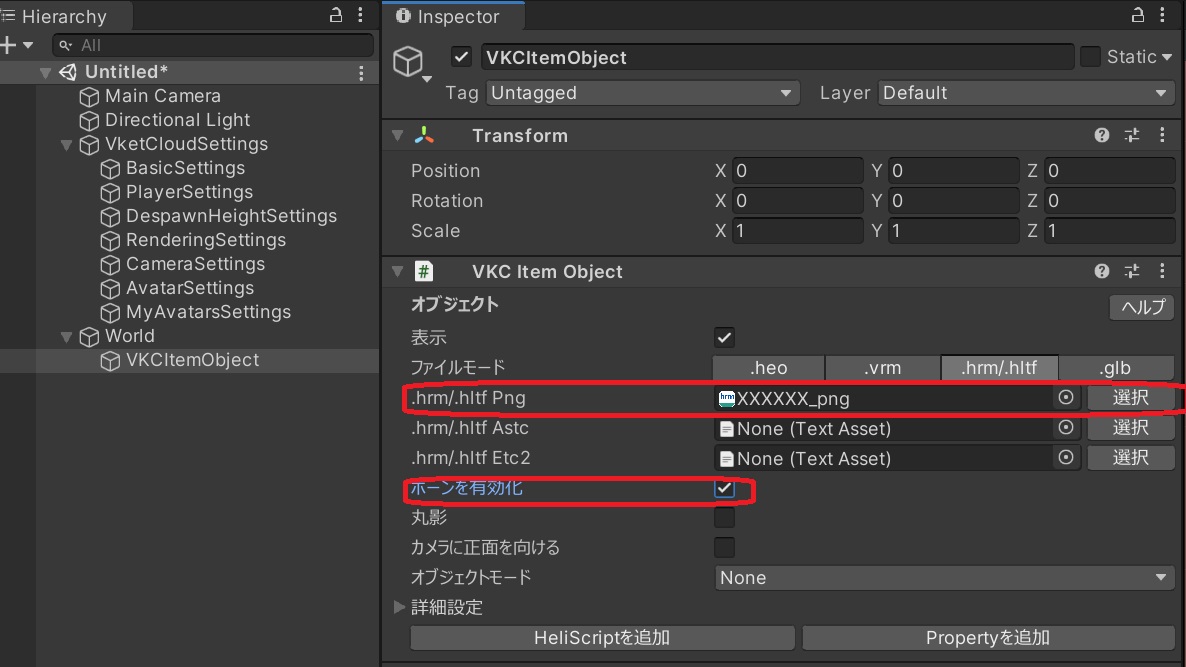 Hierarchy
All
Untitled*
Main Camera
Directional Light
VketCloudSettings
BasicSettings
PlayerSettings
DespawnHeightSettings
RenderingSettings
CameraSettings
AvatarSettings
MyAvatarsSettings
World
VKCItemObject
Inspector
VKCItemObject Static
Tag Untagged Layer Default
Transform
Position X 0 Y 0 Z 0
Rotation X 0 Y 0 Z 0
Scale X 1 Y 1 Z 1
# VKC Item Object
オブジェクト ヘルプ
表示
ファイルモード .heo .vrm .hrm/.hltf .glb
.hrm/.hltf Png hrm XXXXXX_png 選択
.hrm/.hltf Astc None (Text Asset) 選択
.hrm/.hltf Etc2 None (Text Asset) 選択
ボーンを有効化
丸影
カメラに正面を向ける
オブジェクトモード None
詳細設定
HeliScriptを追加 Propertyを追加